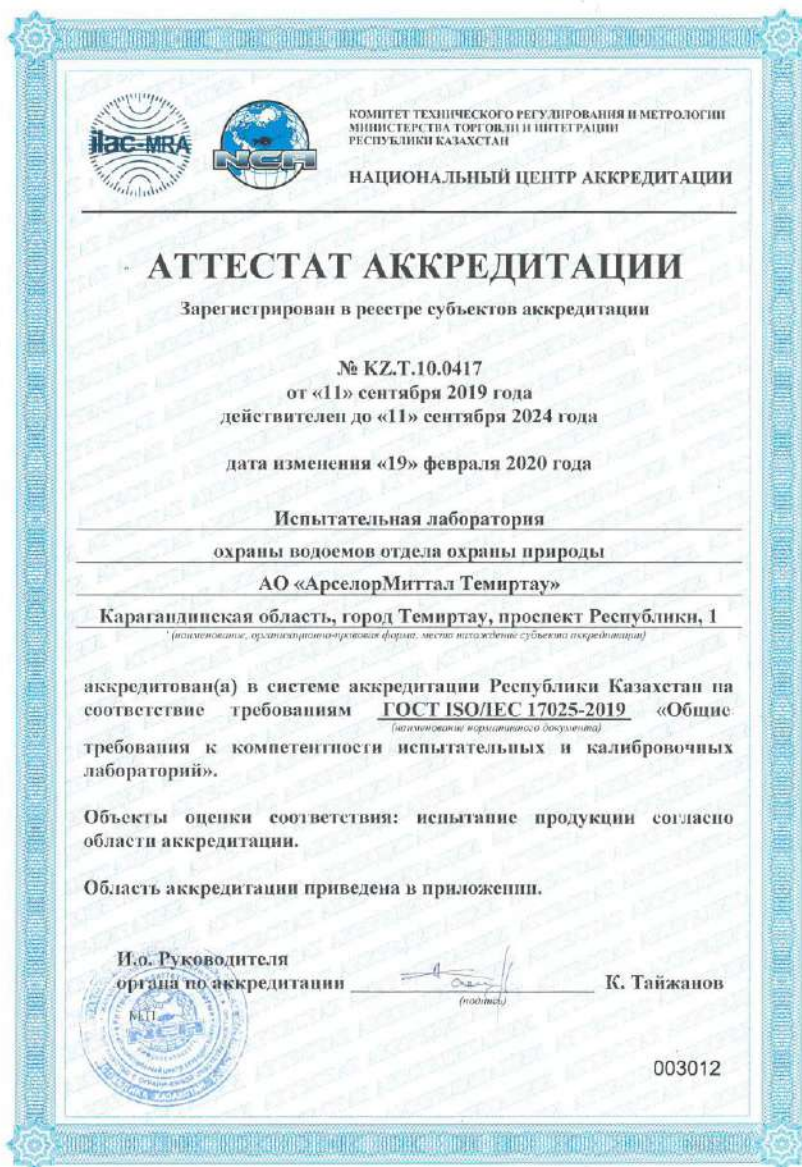 ilac-MRA
NCA
КОМИТЕТ ТЕХНИЧЕСКОГО РЕГУЛИРОВАНИЯ И МЕТРОЛОГИИ
МИНИСТЕРСТВА ТОРГОВЛИ И ИНТЕГРАЦИИ
РЕСПУБЛИКИ КАЗАХСТАН
НАЦИОНАЛЬНЫЙ ЦЕНТР АККРЕДИТАЦИИ
АТТЕСТАТ АККРЕДИТАЦИИ
Зарегистрирован в реестре субъектов аккредитации
№ KZ.T.10.0417
от «11» сентября 2019 года
действителен до «11» сентября 2024 года
дата изменения «19» февраля 2020 года
Испытательная лаборатория
охраны водоемов отдела охраны природы
АО «АрселорМиттал Темиртау»
Карагандинская область, город Темиртау, проспект Республики, 1
(наименование, организационно-правовая форма, место нахождение субъекта аккредитации)
аккредитован(а) в системе аккредитации Республики Казахстан на
соответствие требованиям ГОСТ ISO/IEC 17025-2019 «Общие
(наименование нормативного документа)
требования к компетентности испытательных и калибровочных
лабораторий».
Объекты оценки соответствия: испытание продукции согласно
области аккредитации.
Область аккредитации приведена в приложении.
И.о. Руководителя
органа по аккредитации К. Тайжанов
(подпись)
М.П.
NCA
003012